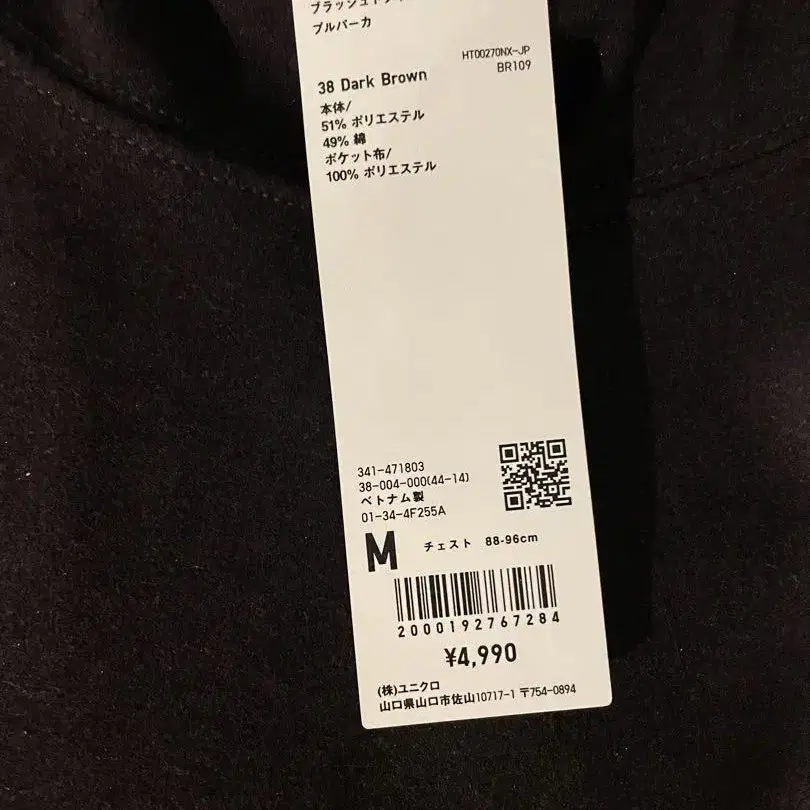 プルパーカ
HT00270NX-JP
BR109
38 Dark Brown
本体/
51% ポリエステル
49% 綿
ポケット布/
100% ポリエステル
341-471803
38-004-000(44-14)
ベトナム製
01-34-4F255A
M チェスト 88-96cm
2000192767284
¥4,990
(株)ユニクロ
山口県山口市佐山10717-1 〒754-0894